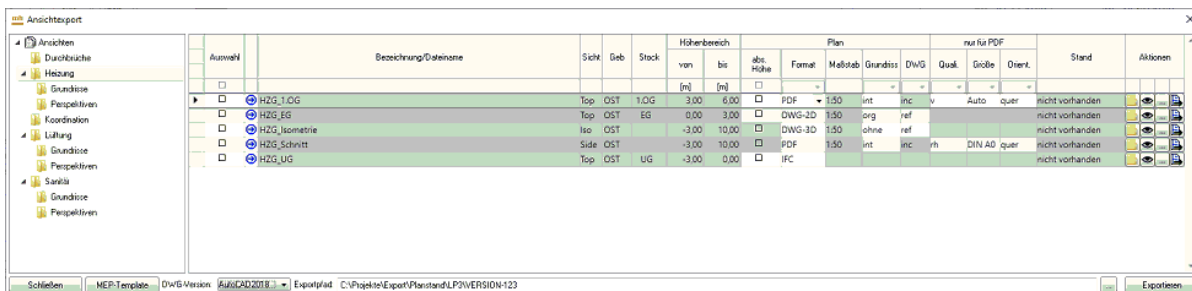 mh Ansichtexport
Ansichten
Durchbrüche
Heizung
Grundrisse
Perspektiven
Koordination
Lüftung
Grundrisse
Perspektiven
Sanitär
Grundrisse
Perspektiven
Auswahl Bezeichnung/Dateiname Sicht Geb Stock Höhenbereich Plan nur für PDF Stand Aktionen
von bis abs. Höhe Format Maßstab Grundriss DWG Qual. Größe Orient.
[m] [m]
HZG_1.OG Top OST 1.OG 3,00 6,00 PDF 1:50 int inc v Auto quer nicht vorhanden
HZG_EG Top OST EG 0,00 3,00 DWG-2D 1:50 org ref nicht vorhanden
HZG_Isometrie Iso OST -3,00 10,00 DWG-3D 1:50 ohne ref nicht vorhanden
HZG_Schnitt Side OST -3,00 10,00 PDF 1:50 int inc rh DIN A0 quer nicht vorhanden
HZG_UG Top OST UG -3,00 0,00 IFC nicht vorhanden
Schließen MEP-Template DWG-Version: AutoCAD2018 Exportpfad: C:\Projekte\Export\Planstand\LP3\VERSION-123 ... Exportieren